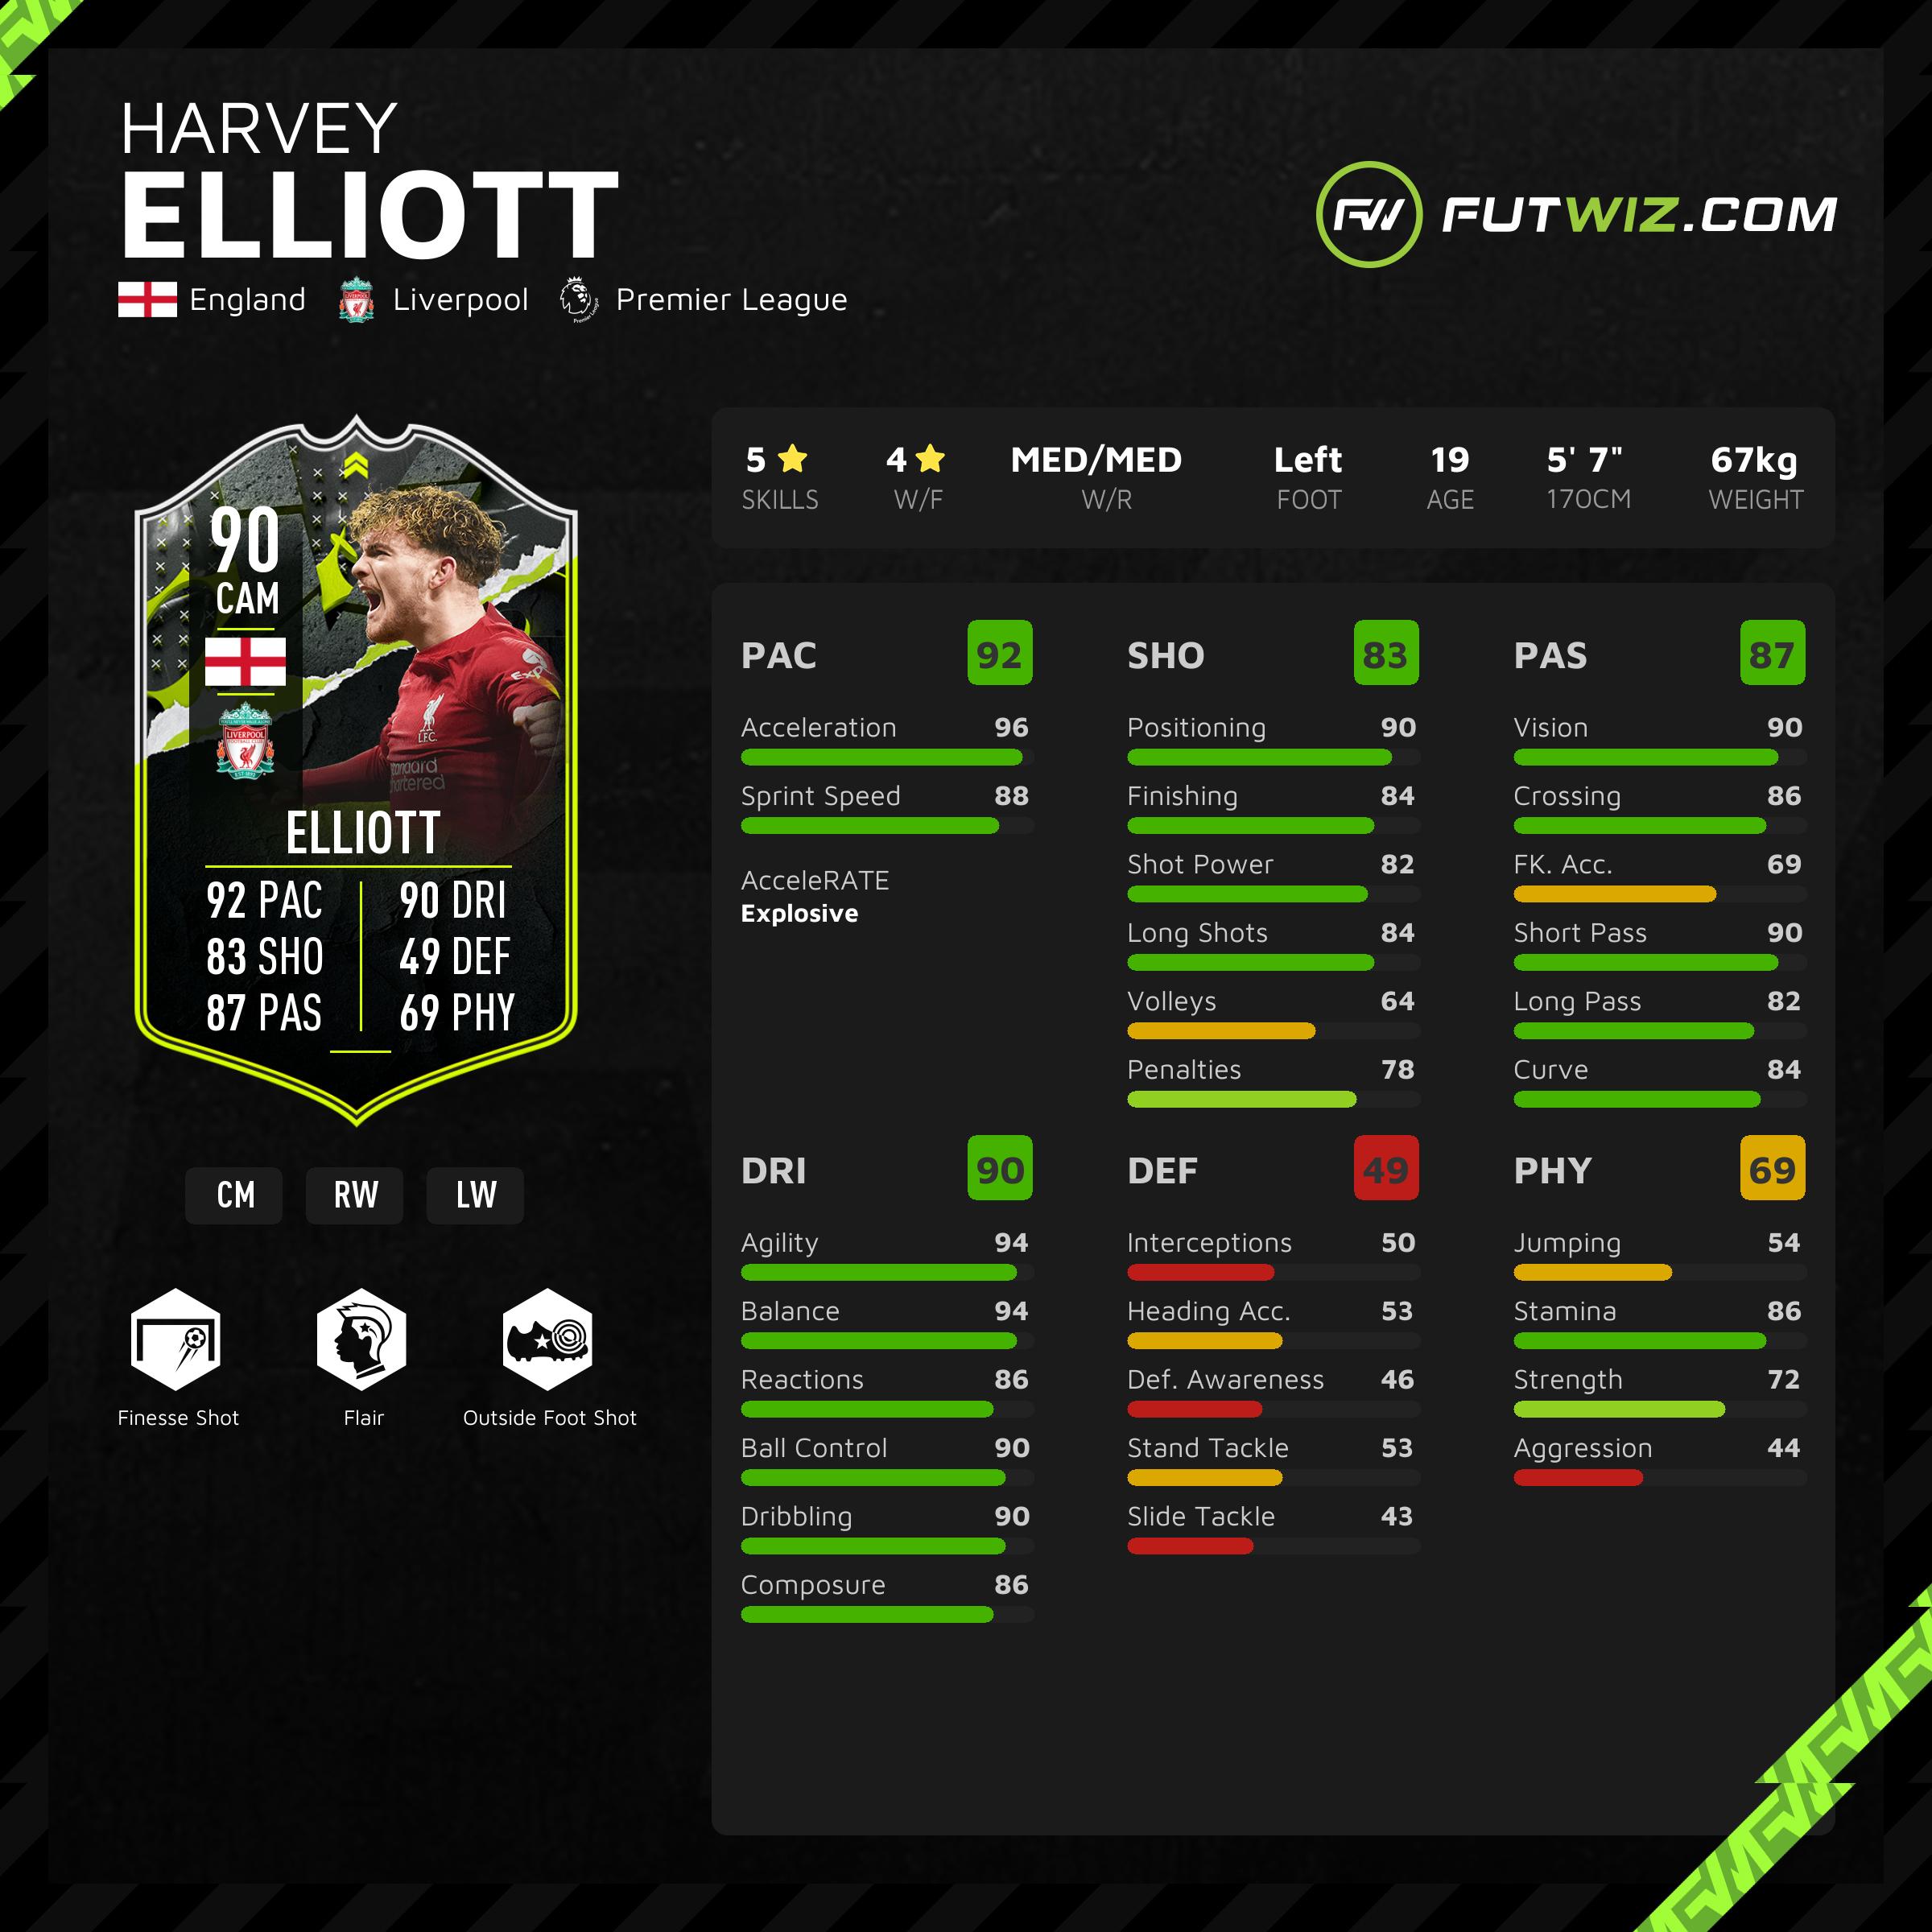 HARVEY
ELLIOTT
England Liverpool Premier League
FW FUTWIZ.COM
90
CAM
ELLIOTT
92 PAC 90 DRI
83 SHO 49 DEF
87 PAS 69 PHY
CM RW LW
Finesse Shot Flair Outside Foot Shot
5 4 MED/MED Left 19 5' 7" 67kg
SKILLS W/F W/R FOOT AGE 170CM WEIGHT
PAC 92
Acceleration 96
Sprint Speed 88
AcceleRATE
Explosive
SHO 83
Positioning 90
Finishing 84
Shot Power 82
Long Shots 84
Volleys 64
Penalties 78
PAS 87
Vision 90
Crossing 86
FK. Acc. 69
Short Pass 90
Long Pass 82
Curve 84
DRI 90
Agility 94
Balance 94
Reactions 86
Ball Control 90
Dribbling 90
Composure 86
DEF 49
Interceptions 50
Heading Acc. 53
Def. Awareness 46
Stand Tackle 53
Slide Tackle 43
PHY 69
Jumping 54
Stamina 86
Strength 72
Aggression 44